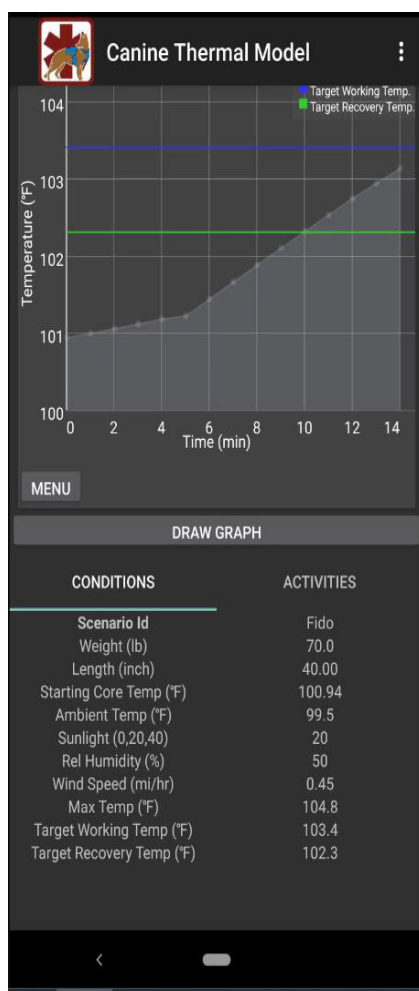 Canine Thermal Model
Target Working Temp.
Target Recovery Temp.
104
103
102
101
100
Temperature (°F)
0 2 4 6 8 10 12 14
Time (min)
MENU
DRAW GRAPH
CONDITIONS ACTIVITIES
Scenario Id Fido
Weight (lb) 70.0
Length (inch) 40.00
Starting Core Temp (°F) 100.94
Ambient Temp (°F) 99.5
Sunlight (0,20,40) 20
Rel Humidity (%) 50
Wind Speed (mi/hr) 0.45
Max Temp (°F) 104.8
Target Working Temp (°F) 103.4
Target Recovery Temp (°F) 102.3